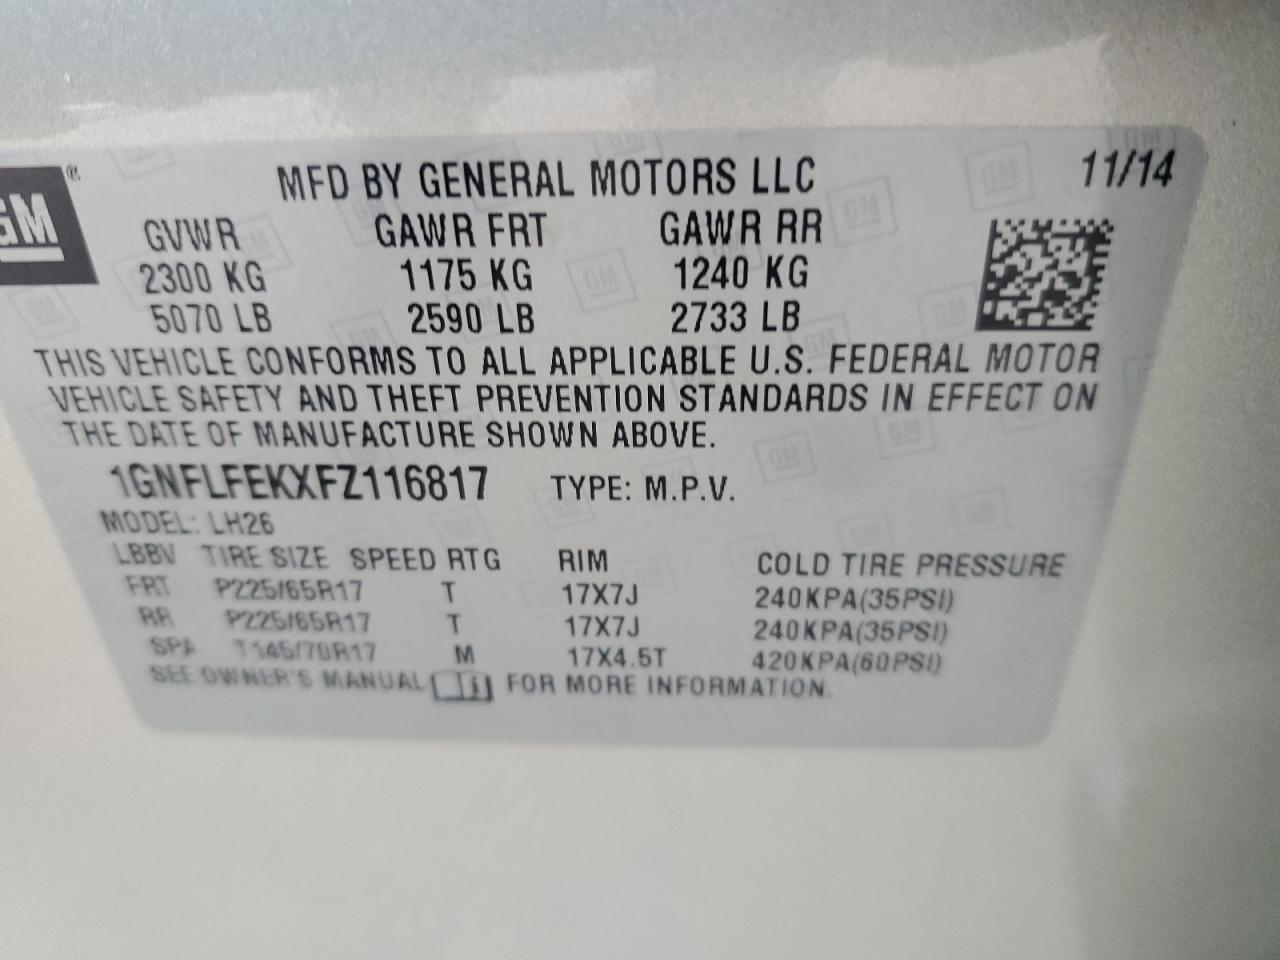 GM®
MFD BY GENERAL MOTORS LLC 11/14
GVWR GAWR FRT GAWR RR
2300 KG 1175 KG 1240 KG
5070 LB 2590 LB 2733 LB
THIS VEHICLE CONFORMS TO ALL APPLICABLE U.S. FEDERAL MOTOR
VEHICLE SAFETY AND THEFT PREVENTION STANDARDS IN EFFECT ON
THE DATE OF MANUFACTURE SHOWN ABOVE.
1GNFLFEKXFZ116817 TYPE: M.P.V.
MODEL: LH26
LBBV TIRE SIZE SPEED RTG RIM COLD TIRE PRESSURE
FRT P225/65R17 T 17X7J 240KPA(35PSI)
RR P225/65R17 T 17X7J 240KPA(35PSI)
SPA T145/70R17 M 17X4.5T 420KPA(60PSI)
SEE OWNER'S MANUAL FOR MORE INFORMATION.